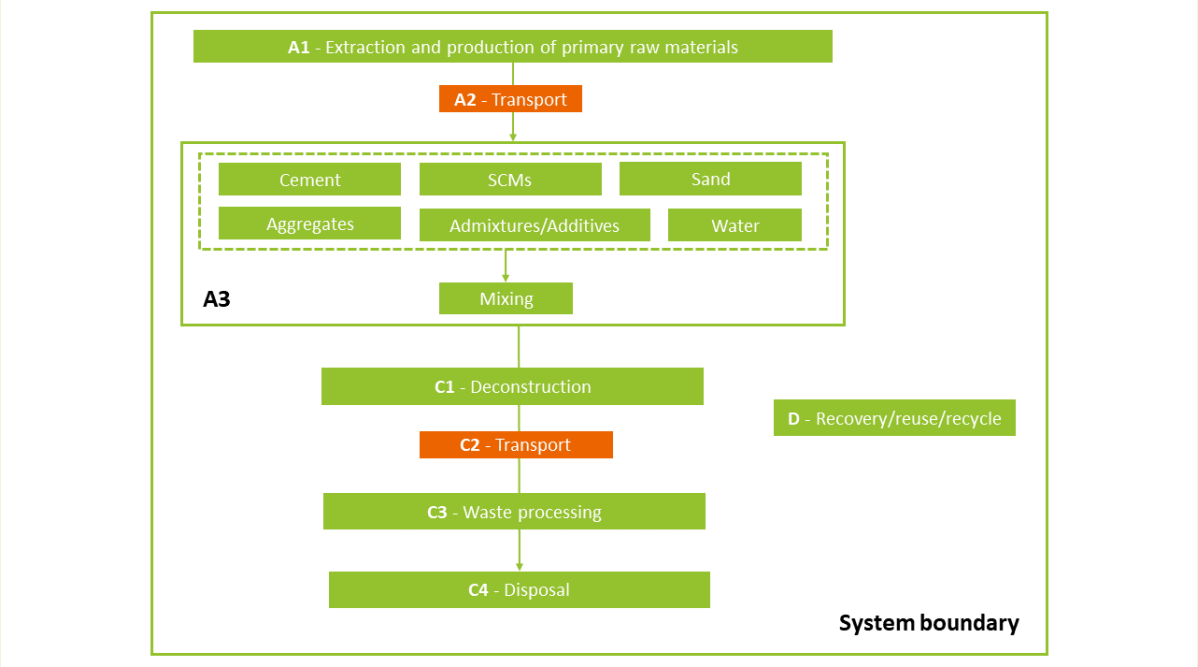 A1 - Extraction and production of primary raw materials
A2 - Transport
Cement
SCMs
Sand
Aggregates
Admixtures/Additives
Water
A3
Mixing
C1 - Deconstruction
D - Recovery/reuse/recycle
C2 - Transport
C3 - Waste processing
C4 - Disposal
System boundary